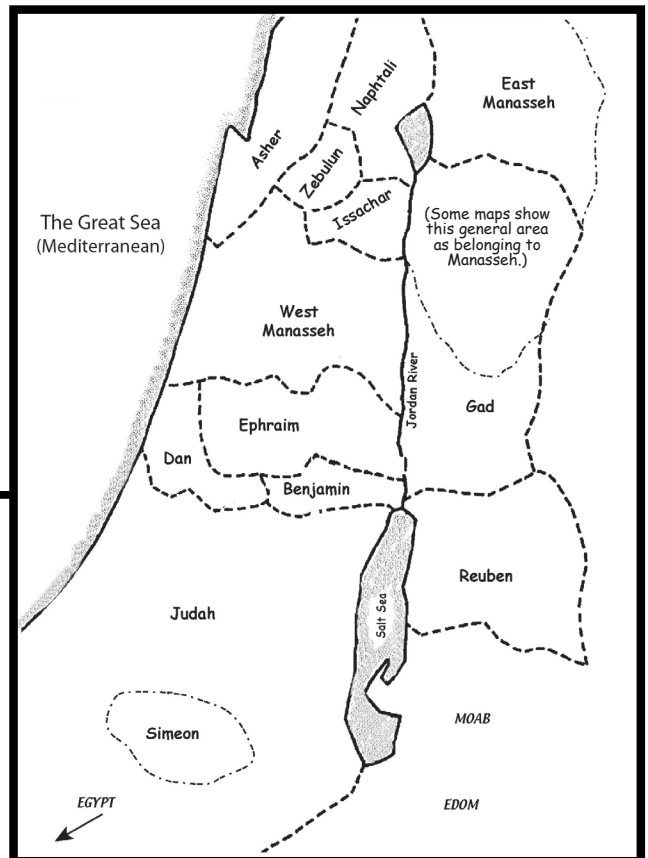 East
Manasseh
Naphtali
Asher
Zebulun
Issachar
The Great Sea
(Mediterranean)
(Some maps show
this general area
as belonging to
Manasseh.)
West
Manasseh
Jordan River
Gad
Ephraim
Dan
Benjamin
Reuben
Salt Sea
Judah
Simeon
MOAB
EGYPT
EDOM